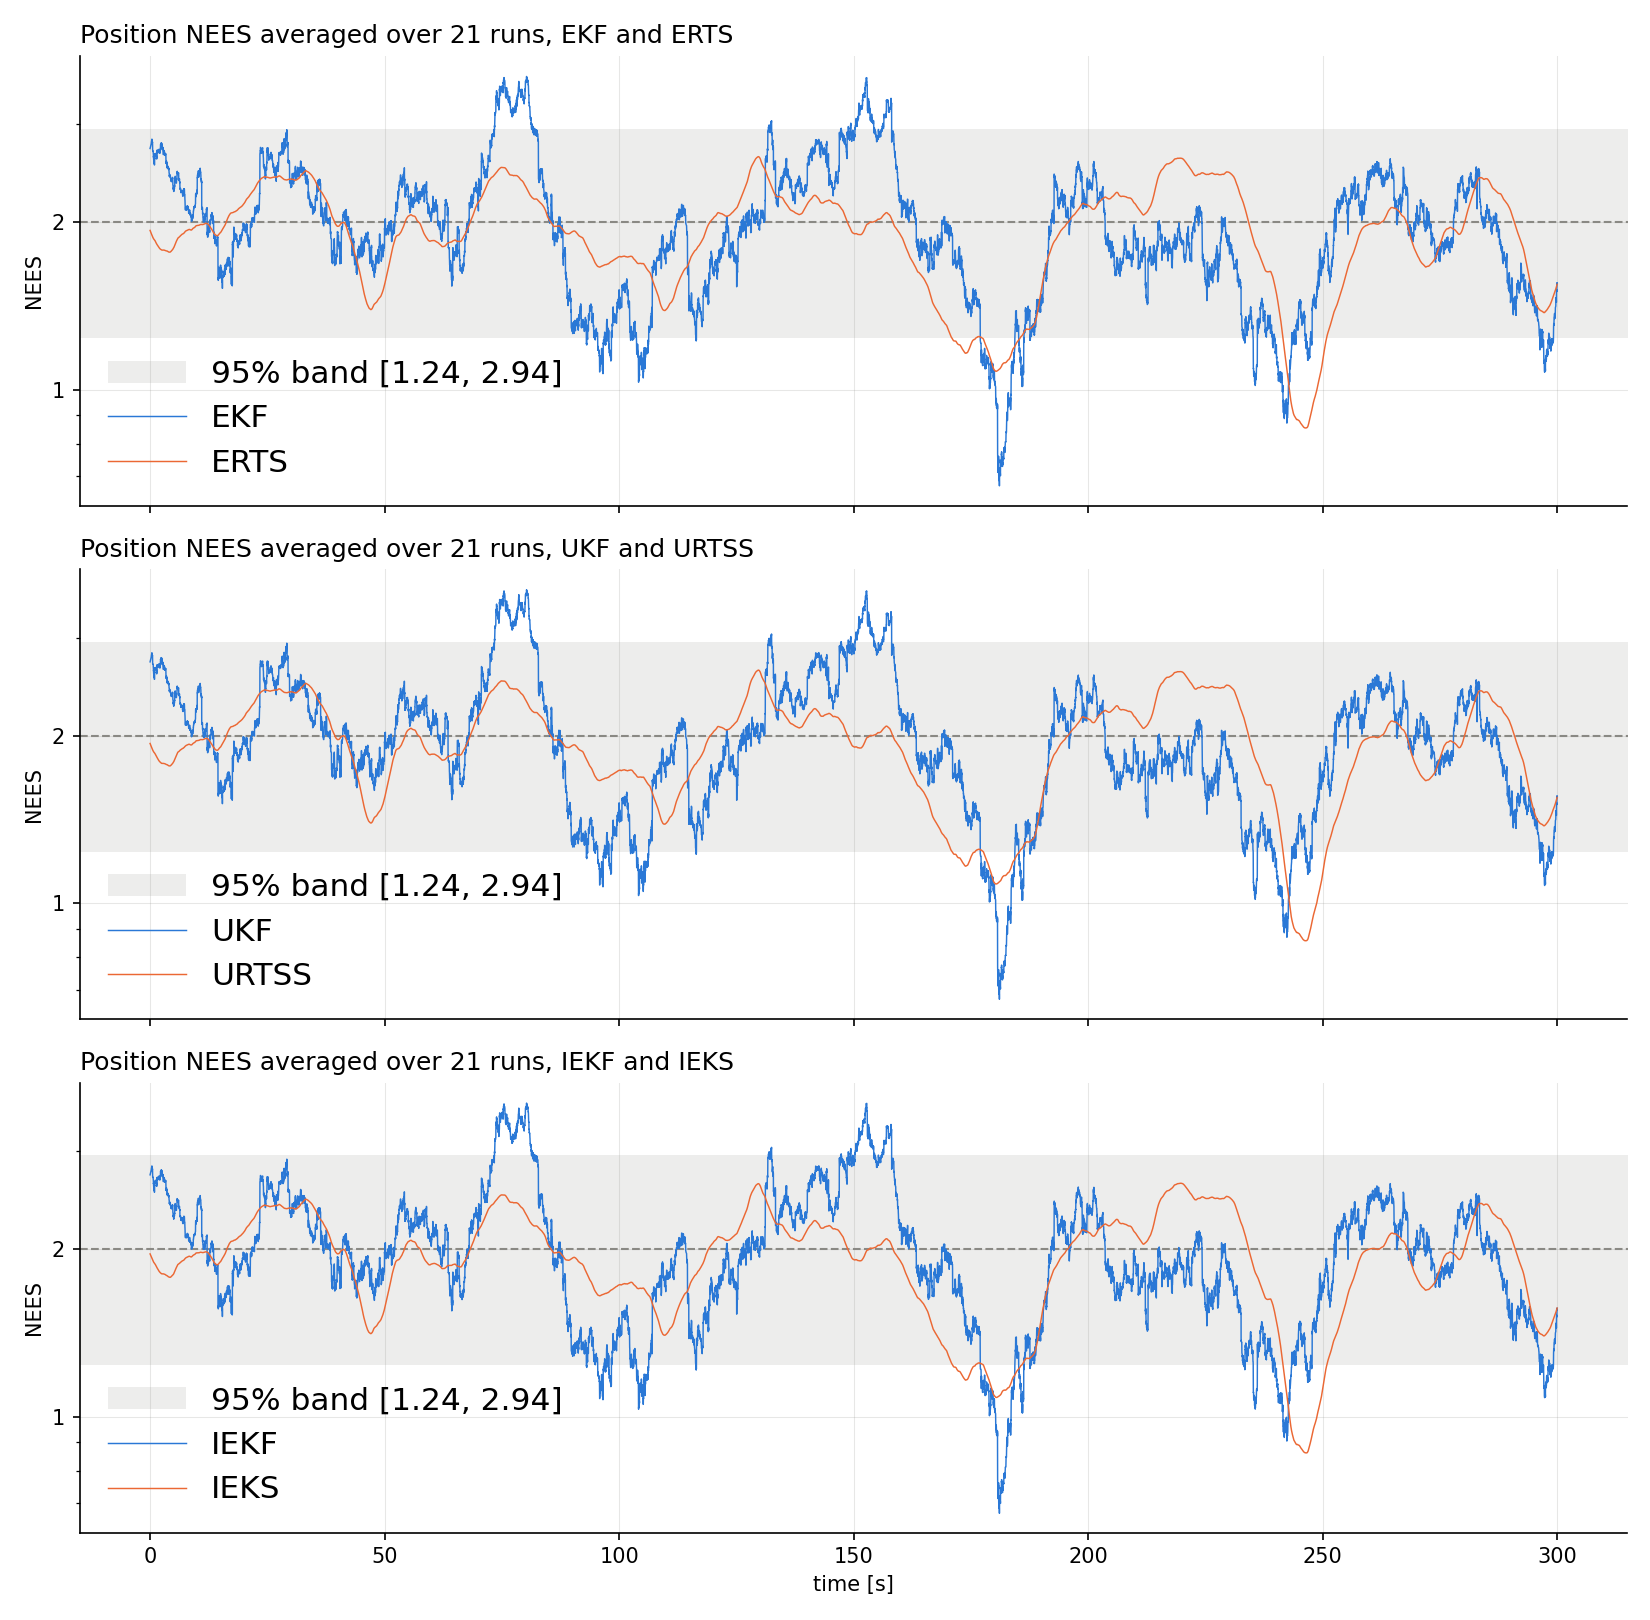 Position NEES averaged over 21 runs, EKF and ERTS
2
1
NEES
95% band [1.24, 2.94]
EKF
ERTS
Position NEES averaged over 21 runs, UKF and URTSS
2
1
NEES
95% band [1.24, 2.94]
UKF
URTSS
Position NEES averaged over 21 runs, IEKF and IEKS
2
1
NEES
95% band [1.24, 2.94]
IEKF
IEKS
0 50 100 150 200 250 300
time [s]